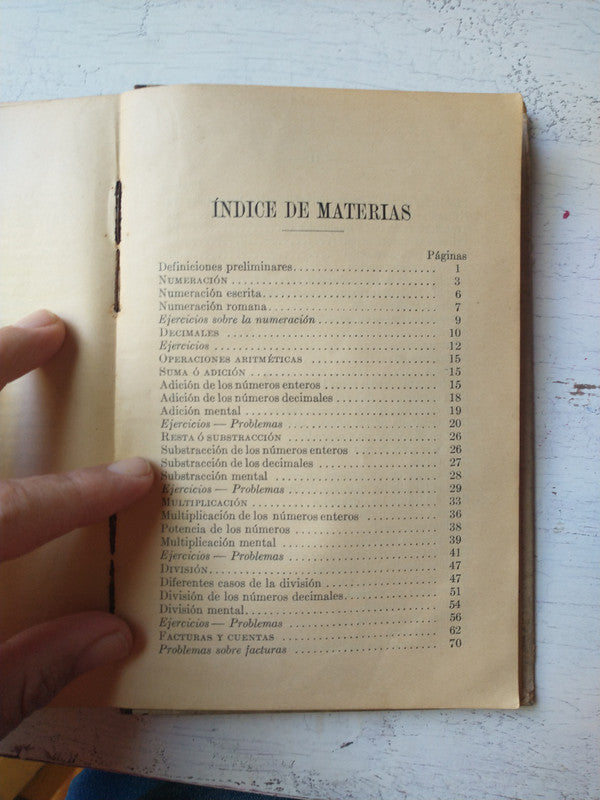 ÍNDICE DE MATERIAS
Páginas
Definiciones preliminares........................ 1
NUMERACIÓN........................ 3
Numeración escrita........................ 6
Numeración romana........................ 7
Ejercicios sobre la numeración........................ 9
DECIMALES........................ 10
Ejercicios........................ 12
OPERACIONES ARITMÉTICAS........................ 15
SUMA Ó ADICIÓN........................ 15
Adición de los números enteros........................ 15
Adición de los números decimales........................ 18
Adición mental........................ 19
Ejercicios — Problemas........................ 20
RESTA Ó SUBSTRACCIÓN........................ 26
Substracción de los números enteros........................ 26
Substracción de los decimales........................ 27
Substracción mental........................ 28
Ejercicios — Problemas........................ 29
MULTIPLICACIÓN........................ 33
Multiplicación de los números enteros........................ 36
Potencia de los números........................ 38
Multiplicación mental........................ 39
Ejercicios — Problemas........................ 41
DIVISIÓN........................ 47
Diferentes casos de la división........................ 47
División de los números decimales........................ 51
División mental........................ 54
Ejercicios — Problemas........................ 56
FACTURAS Y CUENTAS........................ 62
Problemas sobre facturas........................ 70